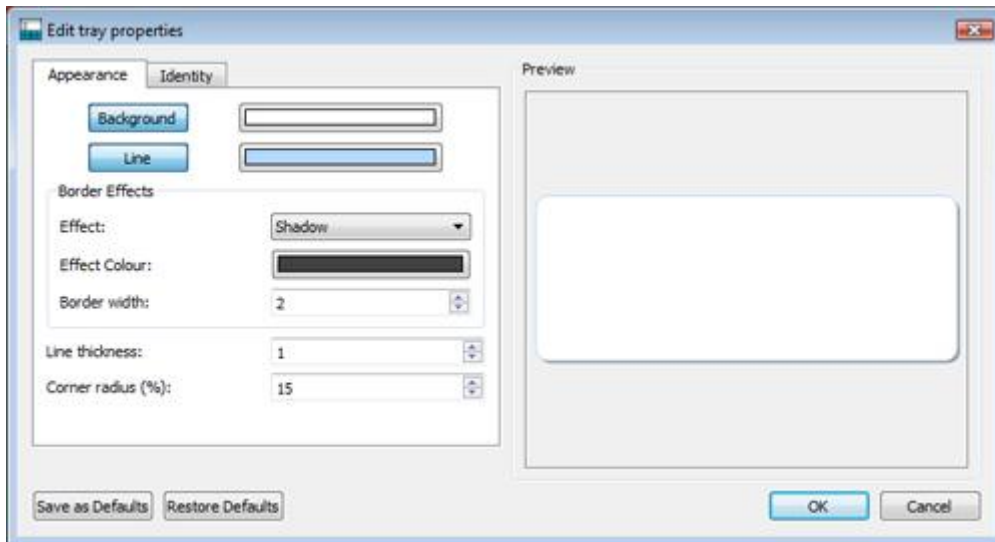 Edit tray properties
Appearance Identity
Preview
Background
Line
Border Effects
Effect: Shadow
Effect Colour:
Border width: 2
Line thickness: 1
Corner radius (%): 15
Save as Defaults Restore Defaults OK Cancel